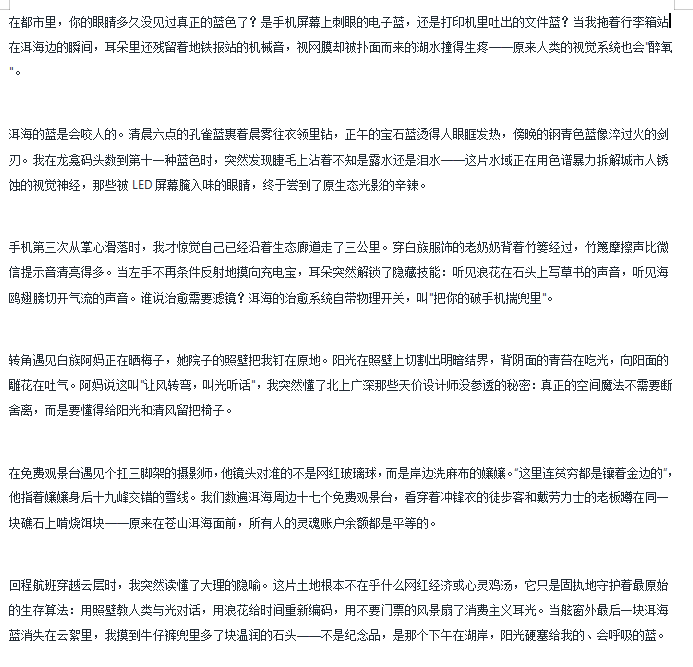 在都市里，你的眼睛多久没见过真正的蓝色了？是手机屏幕上刺眼的电子蓝，还是打印机里吐出的文件蓝？当我拖着行李箱站
在洱海边的瞬间，耳朵里还残留着地铁报站的机械音，视网膜却被扑面而来的湖水撞得生疼——原来人类的视觉系统也会"醉氧
"。
洱海的蓝是会咬人的。清晨六点的孔雀蓝裹着晨雾往衣领里钻，正午的宝石蓝烫得人眼眶发热，傍晚的钢青色蓝像淬过火的剑
刃。我在龙龛码头数到第十一种蓝色时，突然发现睫毛上沾着不知是露水还是泪水——这片水域正在用色谱暴力拆解城市人锈
蚀的视觉神经，那些被 LED 屏幕腌入味的眼睛，终于尝到了原生态光影的辛辣。
手机第三次从掌心滑落时，我才惊觉自己已经沿着生态廊道走了三公里。穿白族服饰的老奶奶背着竹篓经过，竹篾摩擦声比微
信提示音清亮得多。当左手不再条件反射地摸向充电宝，耳朵突然解锁了隐藏技能：听见浪花在石头上写草书的声音，听见海
鸥翅膀切开气流的声音。谁说治愈需要滤镜？洱海的治愈系统自带物理开关，叫"把你的破手机揣兜里"。
转角遇见白族阿妈正在晒梅子，她院子的照壁把我钉在原地。阳光在照壁上切割出明暗结界，背阴面的青苔在吃光，向阳面的
雕花在吐气。阿妈说这叫"让风转弯，叫光听话"，我突然懂了北上广深那些天价设计师没参透的秘密：真正的空间魔法不需要断
舍离，而是要懂得给阳光和清风留把椅子。
在免费观景台遇见个扛三脚架的摄影师，他镜头对准的不是网红玻璃球，而是岸边洗麻布的嬢嬢。"这里连贫穷都是镶着金边的"，
他指着嬢嬢身后十九峰交错的雪线。我们数遍洱海周边十七个免费观景台，看穿着冲锋衣的徒步客和戴劳力士的老板蹲在同一
块礁石上啃烧饵块——原来在苍山洱海面前，所有人的灵魂账户余额都是平等的。
回程航班穿越云层时，我突然读懂了大理的隐喻。这片土地根本不在乎什么网红经济或心灵鸡汤，它只是固执地守护着最原始
的生存算法：用照壁教人类与光对话，用浪花给时间重新编码，用不要门票的风景扇了消费主义耳光。当舷窗外最后一块洱海
蓝消失在云絮里，我摸到牛仔裤兜里多了块温润的石头——不是纪念品，是那个下午在湖岸，阳光硬塞给我的、会呼吸的蓝。